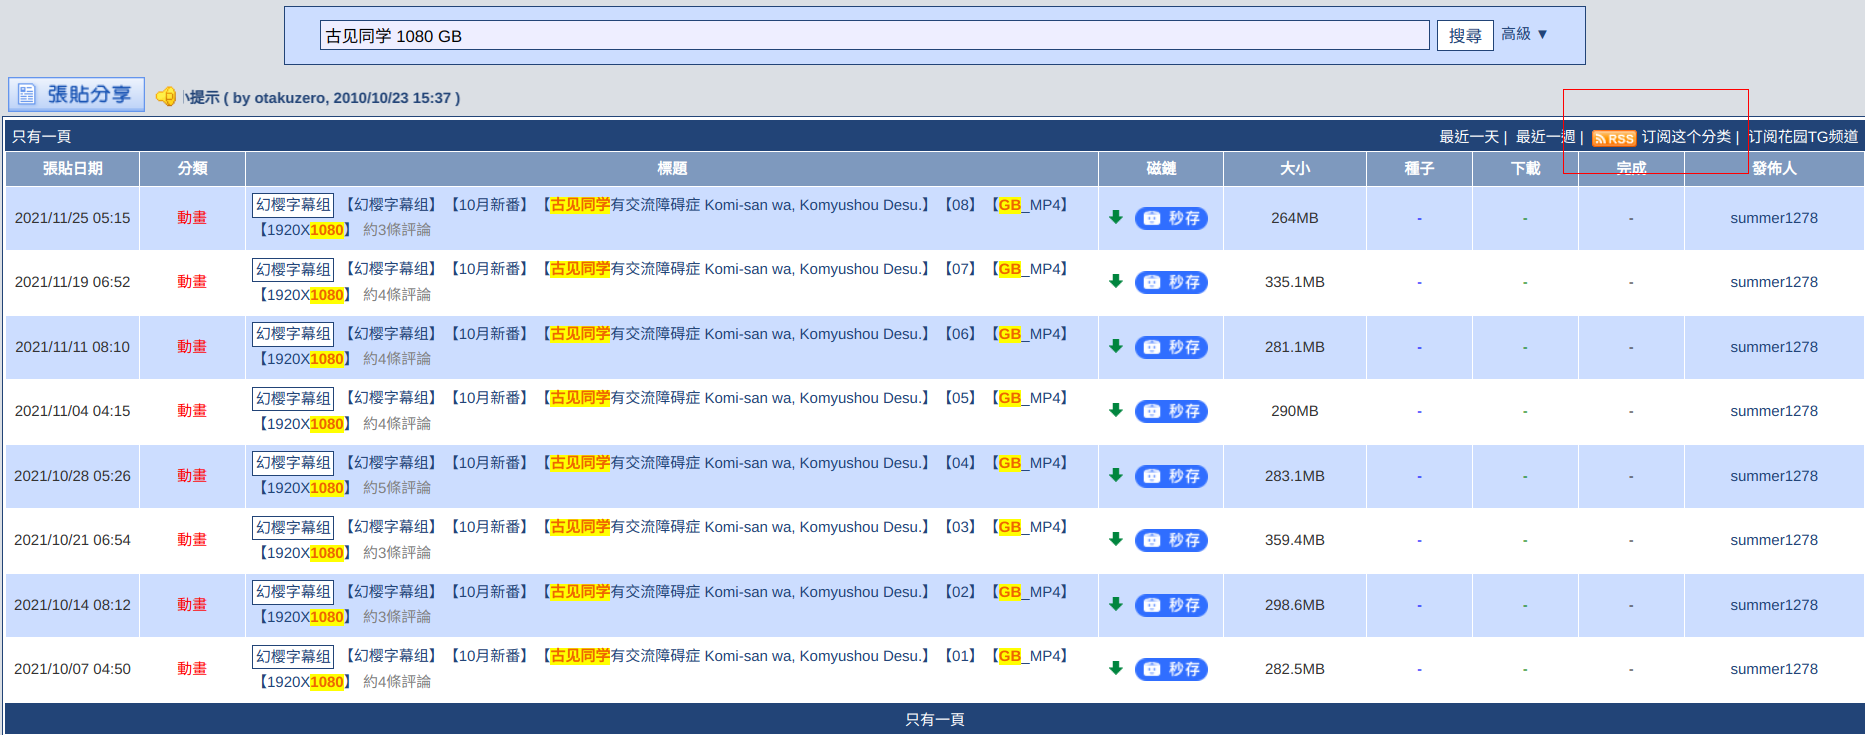 古见同学 1080 GB 搜尋 高級 ▼
張貼分享 小提示 ( by otakuzero, 2010/10/23 15:37 )
只有一頁 最近一天 | 最近一週 | RSS 订阅这个分类 | 订阅花园TG频道
張貼日期 分類 標題 磁鏈 大小 種子 下載 完成 發佈人
2021/11/25 05:15 動畫 幻樱字幕组 【幻樱字幕组】【10月新番】【古见同学有交流障碍症 Komi-san wa, Komyushou Desu.】【08】【GB_MP4】 秒存 264MB - - - summer1278
【1920X1080】 約3條評論
2021/11/19 06:52 動畫 幻樱字幕组 【幻樱字幕组】【10月新番】【古见同学有交流障碍症 Komi-san wa, Komyushou Desu.】【07】【GB_MP4】 秒存 335.1MB - - - summer1278
【1920X1080】 約4條評論
2021/11/11 08:10 動畫 幻樱字幕组 【幻樱字幕组】【10月新番】【古见同学有交流障碍症 Komi-san wa, Komyushou Desu.】【06】【GB_MP4】 秒存 281.1MB - - - summer1278
【1920X1080】 約4條評論
2021/11/04 04:15 動畫 幻樱字幕组 【幻樱字幕组】【10月新番】【古见同学有交流障碍症 Komi-san wa, Komyushou Desu.】【05】【GB_MP4】 秒存 290MB - - - summer1278
【1920X1080】 約4條評論
2021/10/28 05:26 動畫 幻樱字幕组 【幻樱字幕组】【10月新番】【古见同学有交流障碍症 Komi-san wa, Komyushou Desu.】【04】【GB_MP4】 秒存 283.1MB - - - summer1278
【1920X1080】 約5條評論
2021/10/21 06:54 動畫 幻樱字幕组 【幻樱字幕组】【10月新番】【古见同学有交流障碍症 Komi-san wa, Komyushou Desu.】【03】【GB_MP4】 秒存 359.4MB - - - summer1278
【1920X1080】 約3條評論
2021/10/14 08:12 動畫 幻樱字幕组 【幻樱字幕组】【10月新番】【古见同学有交流障碍症 Komi-san wa, Komyushou Desu.】【02】【GB_MP4】 秒存 298.6MB - - - summer1278
【1920X1080】 約3條評論
2021/10/07 04:50 動畫 幻樱字幕组 【幻樱字幕组】【10月新番】【古见同学有交流障碍症 Komi-san wa, Komyushou Desu.】【01】【GB_MP4】 秒存 282.5MB - - - summer1278
【1920X1080】 約4條評論
只有一頁